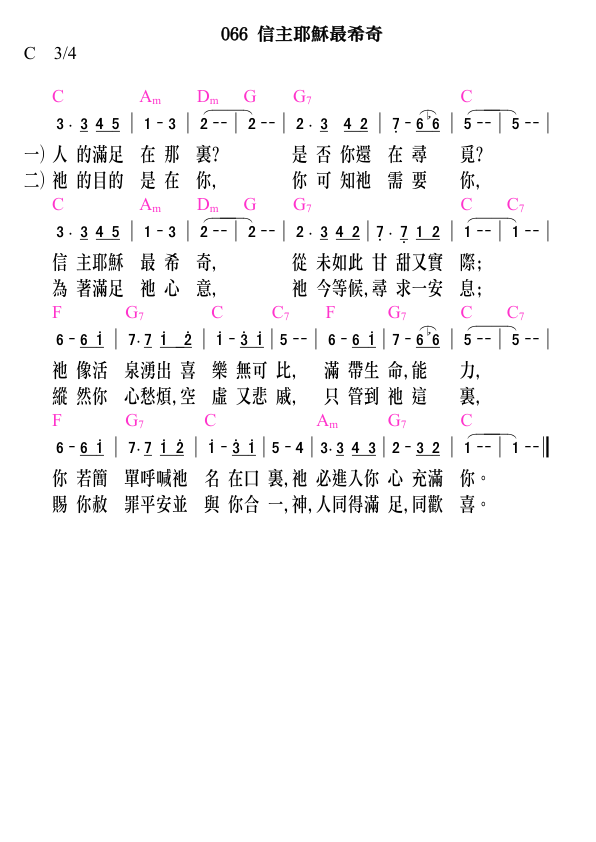 066 信主耶穌最希奇
C 3/4
C Am Dm G G7 C
3· 3 4 5 | 1 - 3 | 2 - - | 2 - - | 2· 3 4 2 | 7 - 6 ♭6 | 5 - - | 5 - - |
一) 人 的滿足 在 那 裏? 是 否 你還 在 尋 覓?
二) 祂 的目的 是 在 你, 你 可 知祂 需 要 你,
C Am Dm G G7 C C7
3· 3 4 5 | 1 - 3 | 2 - - | 2 - - | 2· 3 4 2 | 7· 7 1 2 | 1 - - | 1 - - |
信 主耶穌 最 希 奇, 從 未如此 甘 甜又實 際;
為 著滿足 祂 心 意, 祂 今等候,尋 求一安 息;
F G7 C C7 F G7 C C7
6 - 6 i | 7· 7 i 2 | i - 3 i | 5 - - | 6 - 6 i | 7 - 6 ♭6 | 5 - - | 5 - - |
祂 像活 泉湧出 喜 樂 無可 比, 滿 帶生 命,能 力,
縱 然你 心愁煩,空 虛 又悲 戚, 只 管到 祂 這 裏,
F G7 C Am G7 C
6 - 6 i | 7· 7 i 2 | i - 3 i | 5 - 4 | 3· 3 4 3 | 2 - 3 2 | 1 - - | 1 - - ‖
你 若簡 單呼喊祂 名 在口 裏,祂 必進入你 心 充滿 你。
賜 你赦 罪平安並 與 你合 一,神,人同得滿 足,同歡 喜。